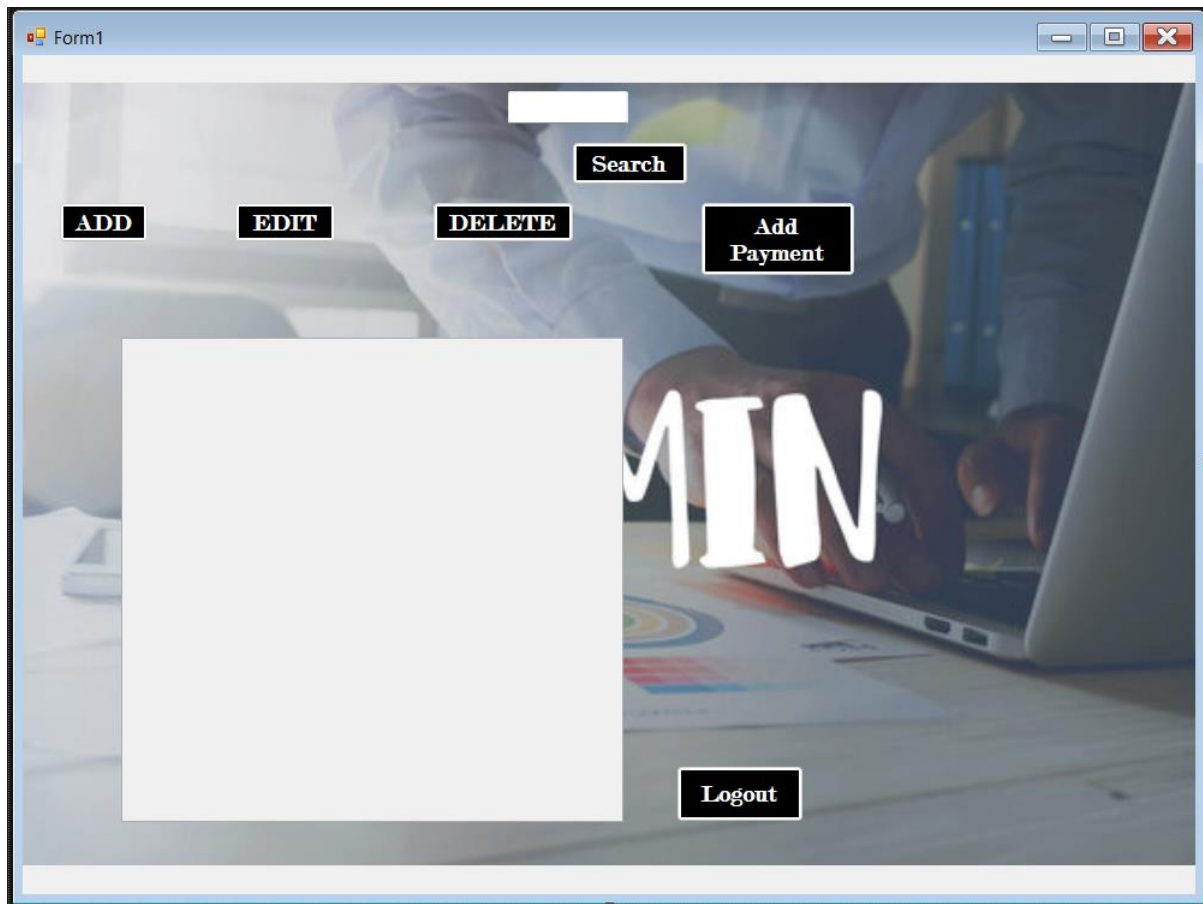 Form1
Search
ADD
EDIT
DELETE
Add
Payment
MIN
Logout